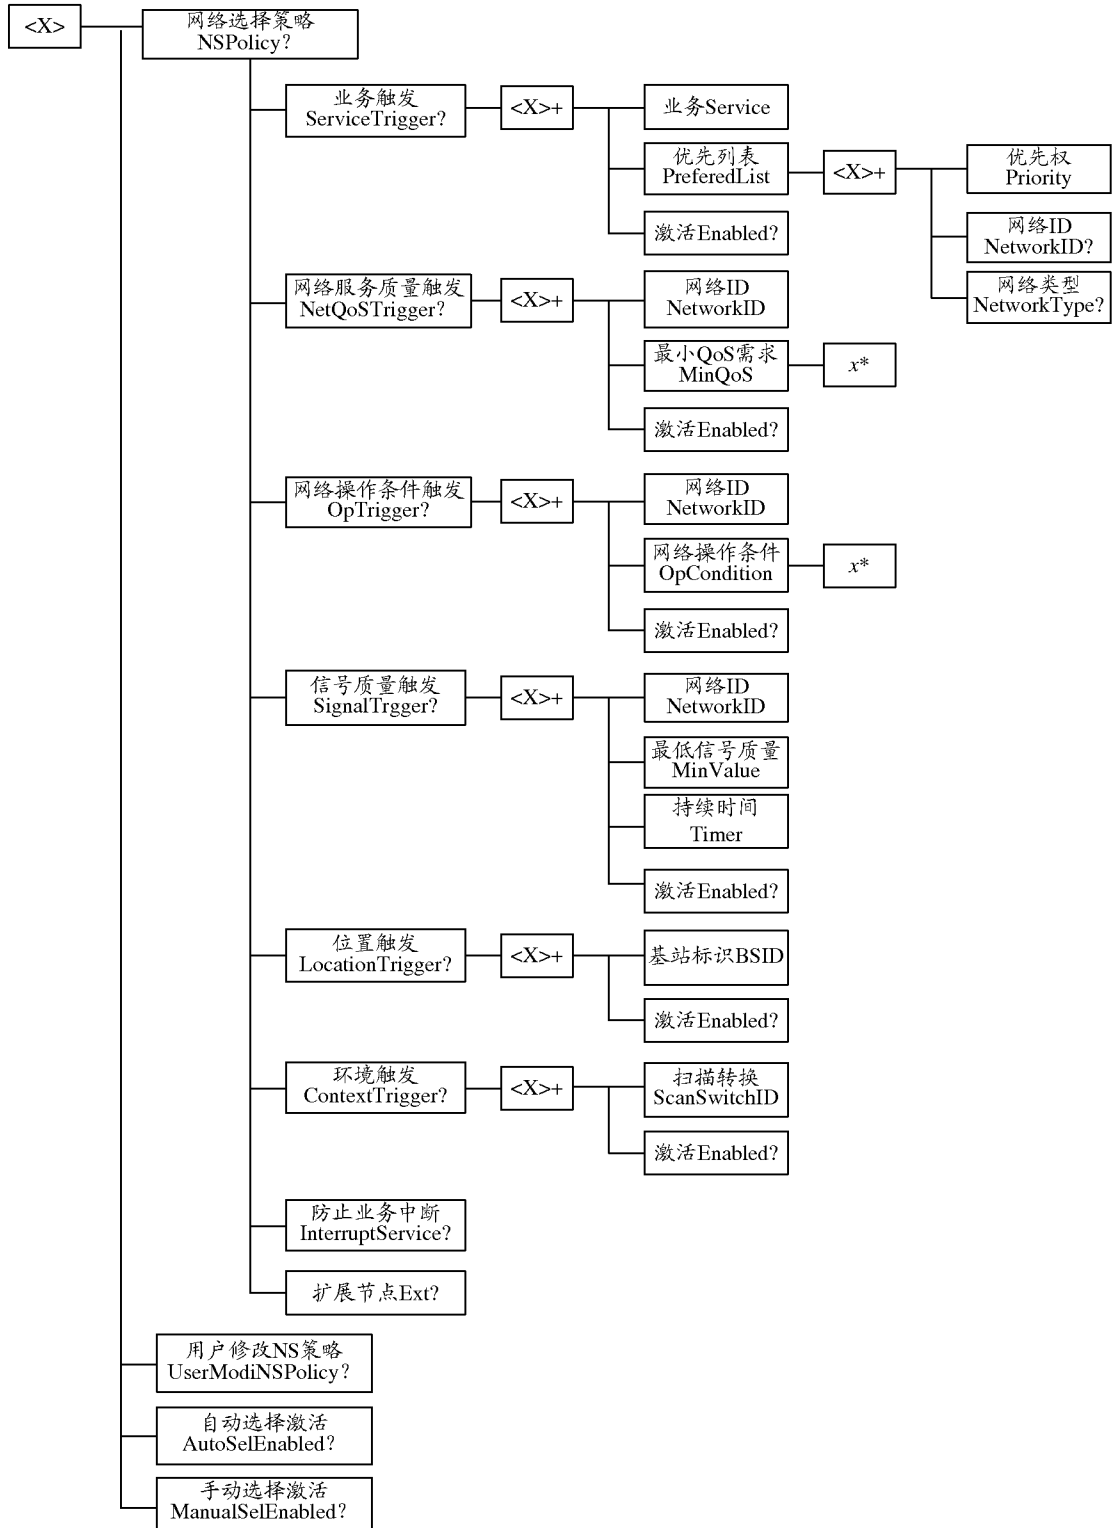 <X>
网络选择策略
NSPolicy?
业务触发
ServiceTrigger?
<X>+
业务Service
优先列表
PreferedList
<X>+
优先权
Priority
网络ID
NetworkID?
网络类型
NetworkType?
激活Enabled?
网络服务质量触发
NetQoSTrigger?
<X>+
网络ID
NetworkID
最小QoS需求
MinQoS
x*
激活Enabled?
网络操作条件触发
OpTrigger?
<X>+
网络ID
NetworkID
网络操作条件
OpCondition
x*
激活Enabled?
信号质量触发
SignalTrgger?
<X>+
网络ID
NetworkID
最低信号质量
MinValue
持续时间
Timer
激活Enabled?
位置触发
LocationTrigger?
<X>+
基站标识BSID
激活Enabled?
环境触发
ContextTrigger?
<X>+
扫描转换
ScanSwitchID
激活Enabled?
防止业务中断
InterruptService?
扩展节点Ext?
用户修改NS策略
UserModiNSPolicy?
自动选择激活
AutoSelEnabled?
手动选择激活
ManualSelEnabled?